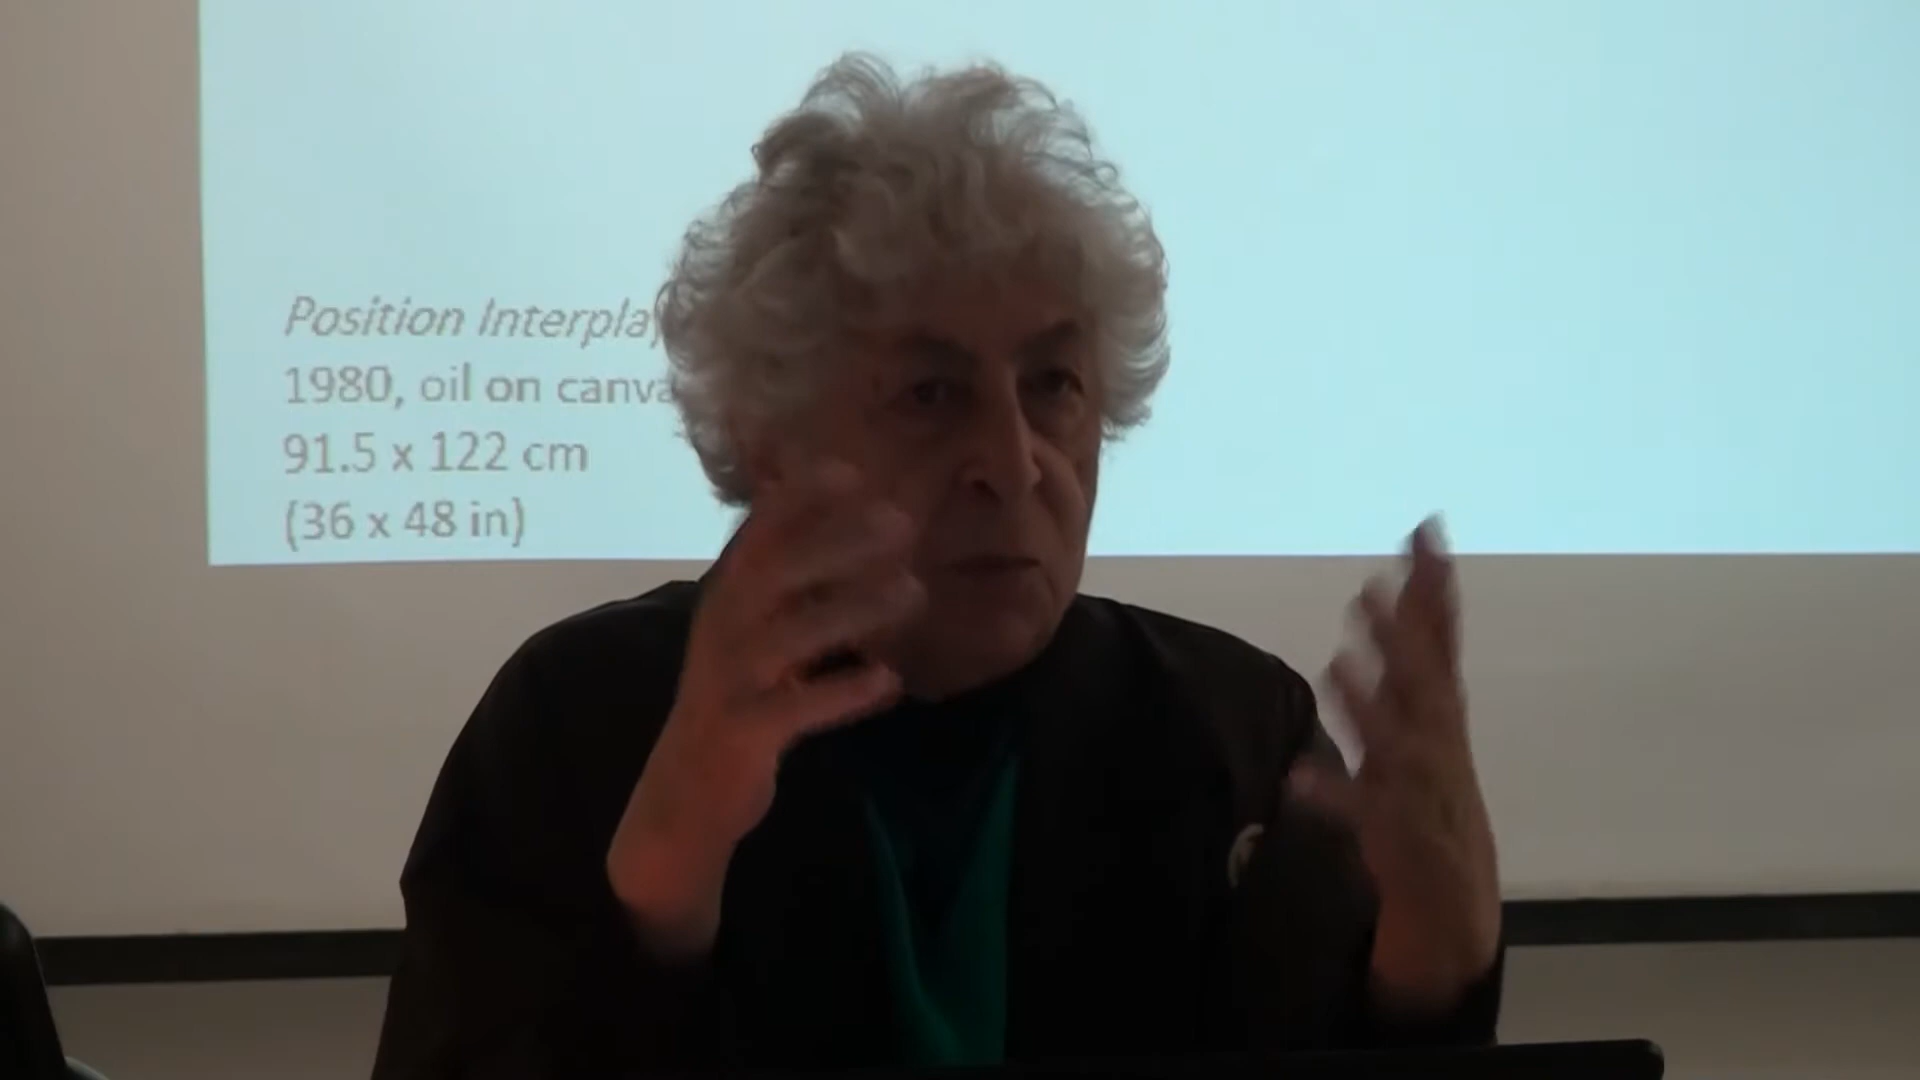 Position Interplay
1980, oil on canva
91.5 x 122 cm
(36 x 48 in)